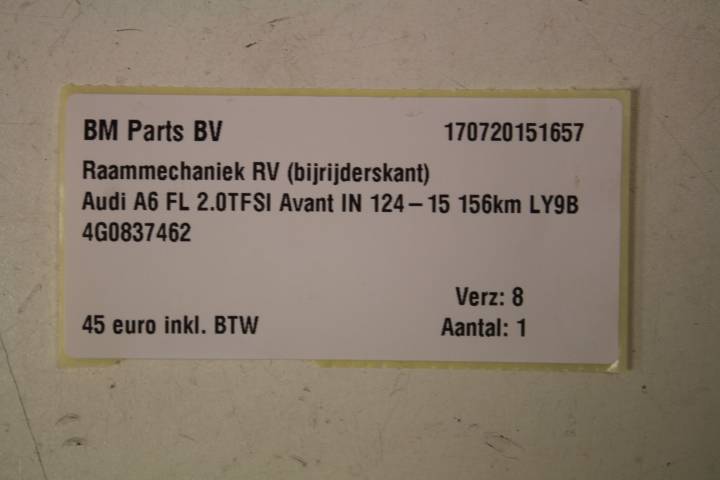 BM Parts BV 170720151657
Raammechaniek RV (bijrijderskant)
Audi A6 FL 2.0TFSI Avant IN 124-15 156km LY9B
4G0837462
Verz: 8
45 euro inkl. BTW Aantal: 1